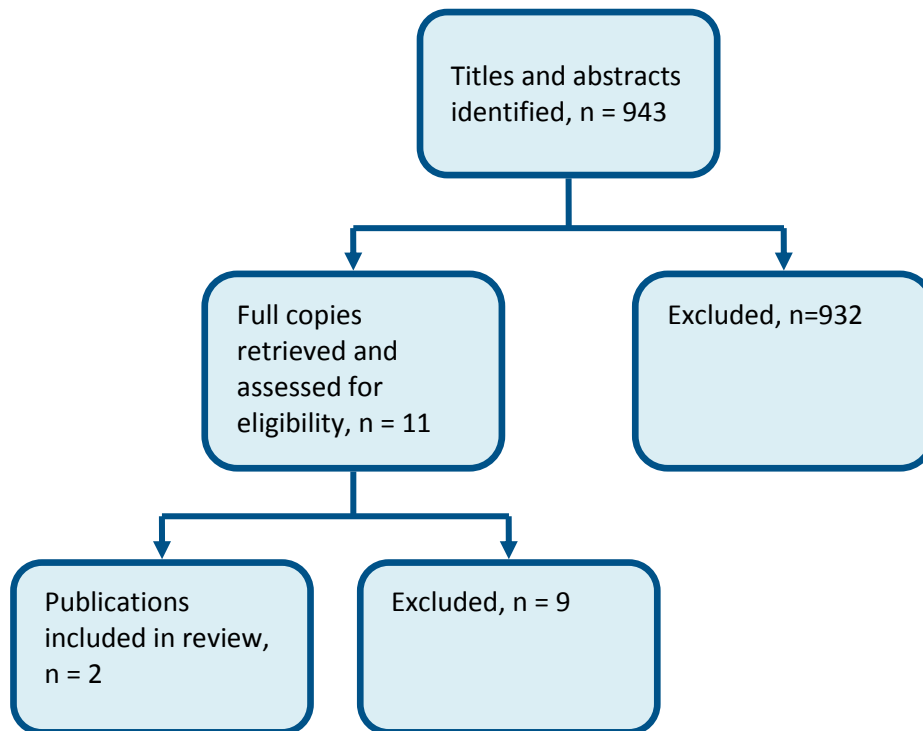 Titles and abstracts
identified, n = 943
Full copies
retrieved and
assessed for
eligibility, n = 11
Excluded, n=932
Publications
included in review,
n = 2
Excluded, n = 9